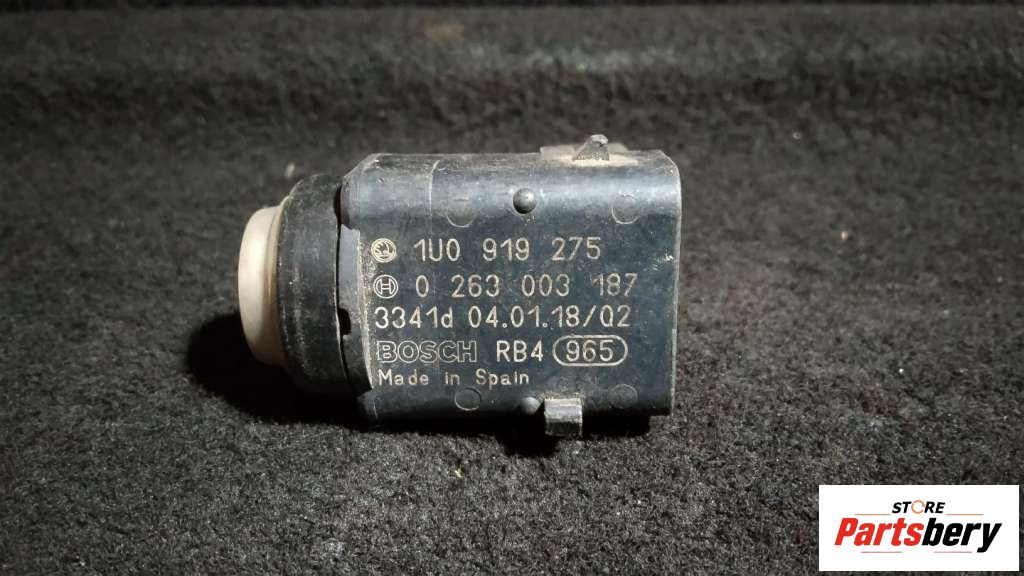 1U0 919 275
0 263 003 187
3341d 04.01.18/02
BOSCH RB4 965
Made in Spain
STORE
Partsbery